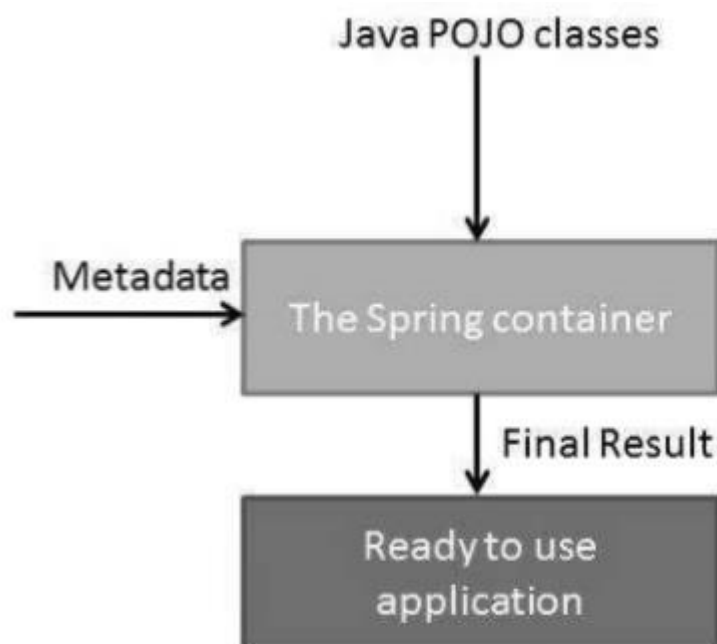 Java POJO classes
Metadata
The Spring container
Final Result
Ready to use
application